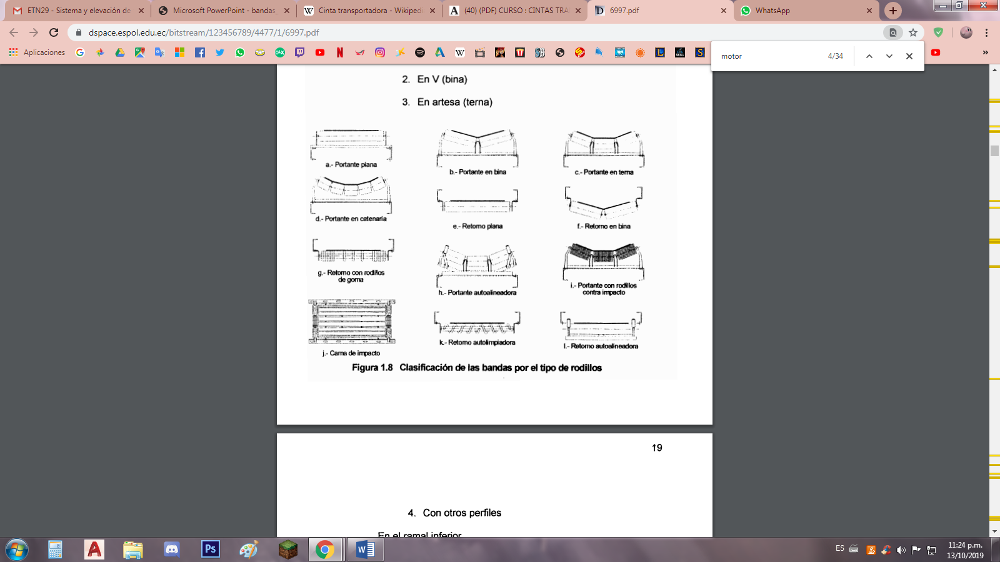 ETN29 - Sistema y elevación de
Microsoft PowerPoint - bandas_
Cinta transportadora - Wikipedi
(40) (PDF) CURSO : CINTAS TRA
6997.pdf
WhatsApp
dspace.espol.edu.ec/bitstream/123456789/4477/1/6997.pdf
Aplicaciones
motor
4/34
2. En V (bina)
3. En artesa (terna)
a.- Portante plana
b.- Portante en bina
c.- Portante en terna
d.- Portante en catenaria
e.- Retorno plana
f.- Retorno en bina
g.- Retorno con rodillos
de goma
h.- Portante autoalineadora
i.- Portante con rodillos
contra impacto
j.- Cama de impacto
k.- Retorno autolimpiadora
l.- Retorno autoalineadora
Figura 1.8 Clasificación de las bandas por el tipo de rodillos
19
4. Con otros perfiles
En el ramal inferior
ES
11:24 p.m.
13/10/2019